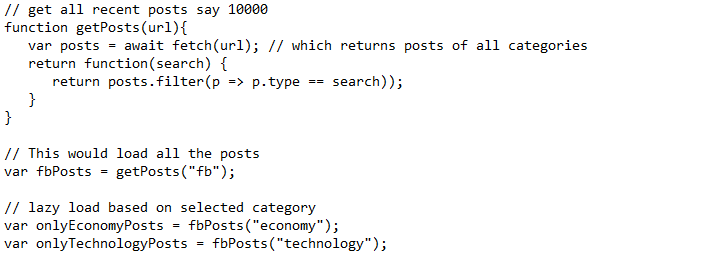 // get all recent posts say 10000
function getPosts(url){
   var posts = await fetch(url); // which returns posts of all categories
   return function(search) {
      return posts.filter(p => p.type == search));
   }
}

// This would load all the posts
var fbPosts = getPosts("fb");

// lazy load based on selected category
var onlyEconomyPosts = fbPosts("economy");
var onlyTechnologyPosts = fbPosts("technology");